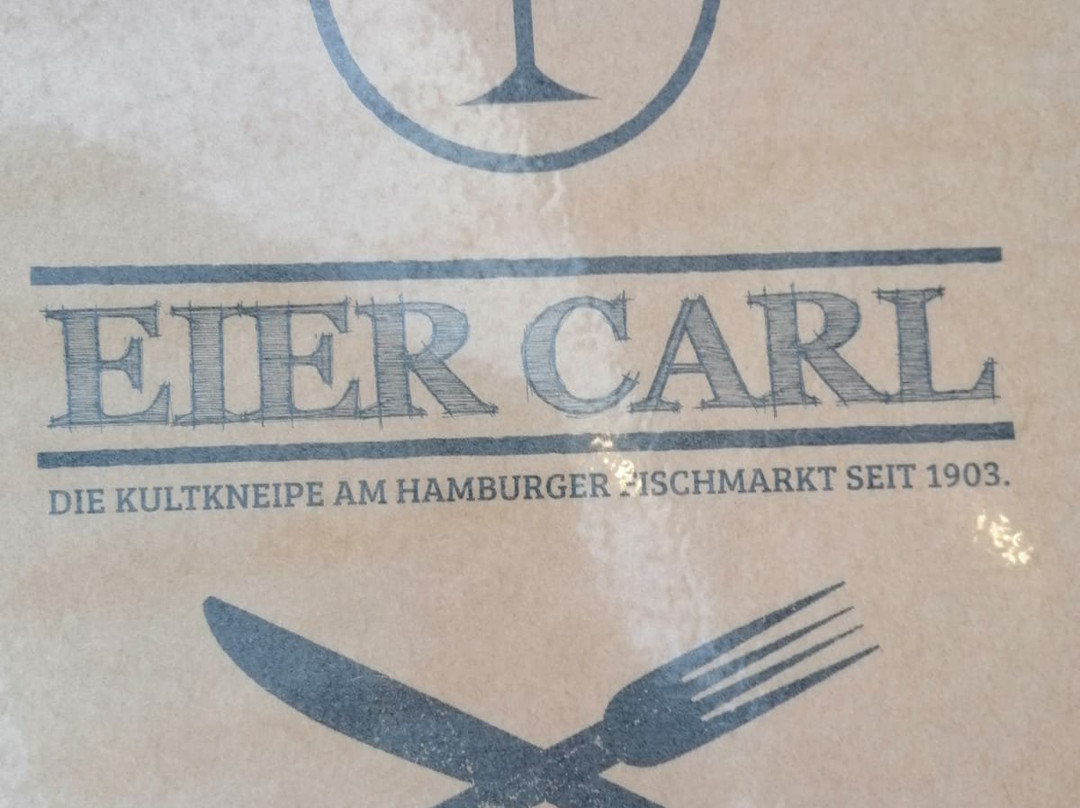 EIER CARL
DIE KULTKNEIPE AM HAMBURGER FISCHMARKT SEIT 1903.